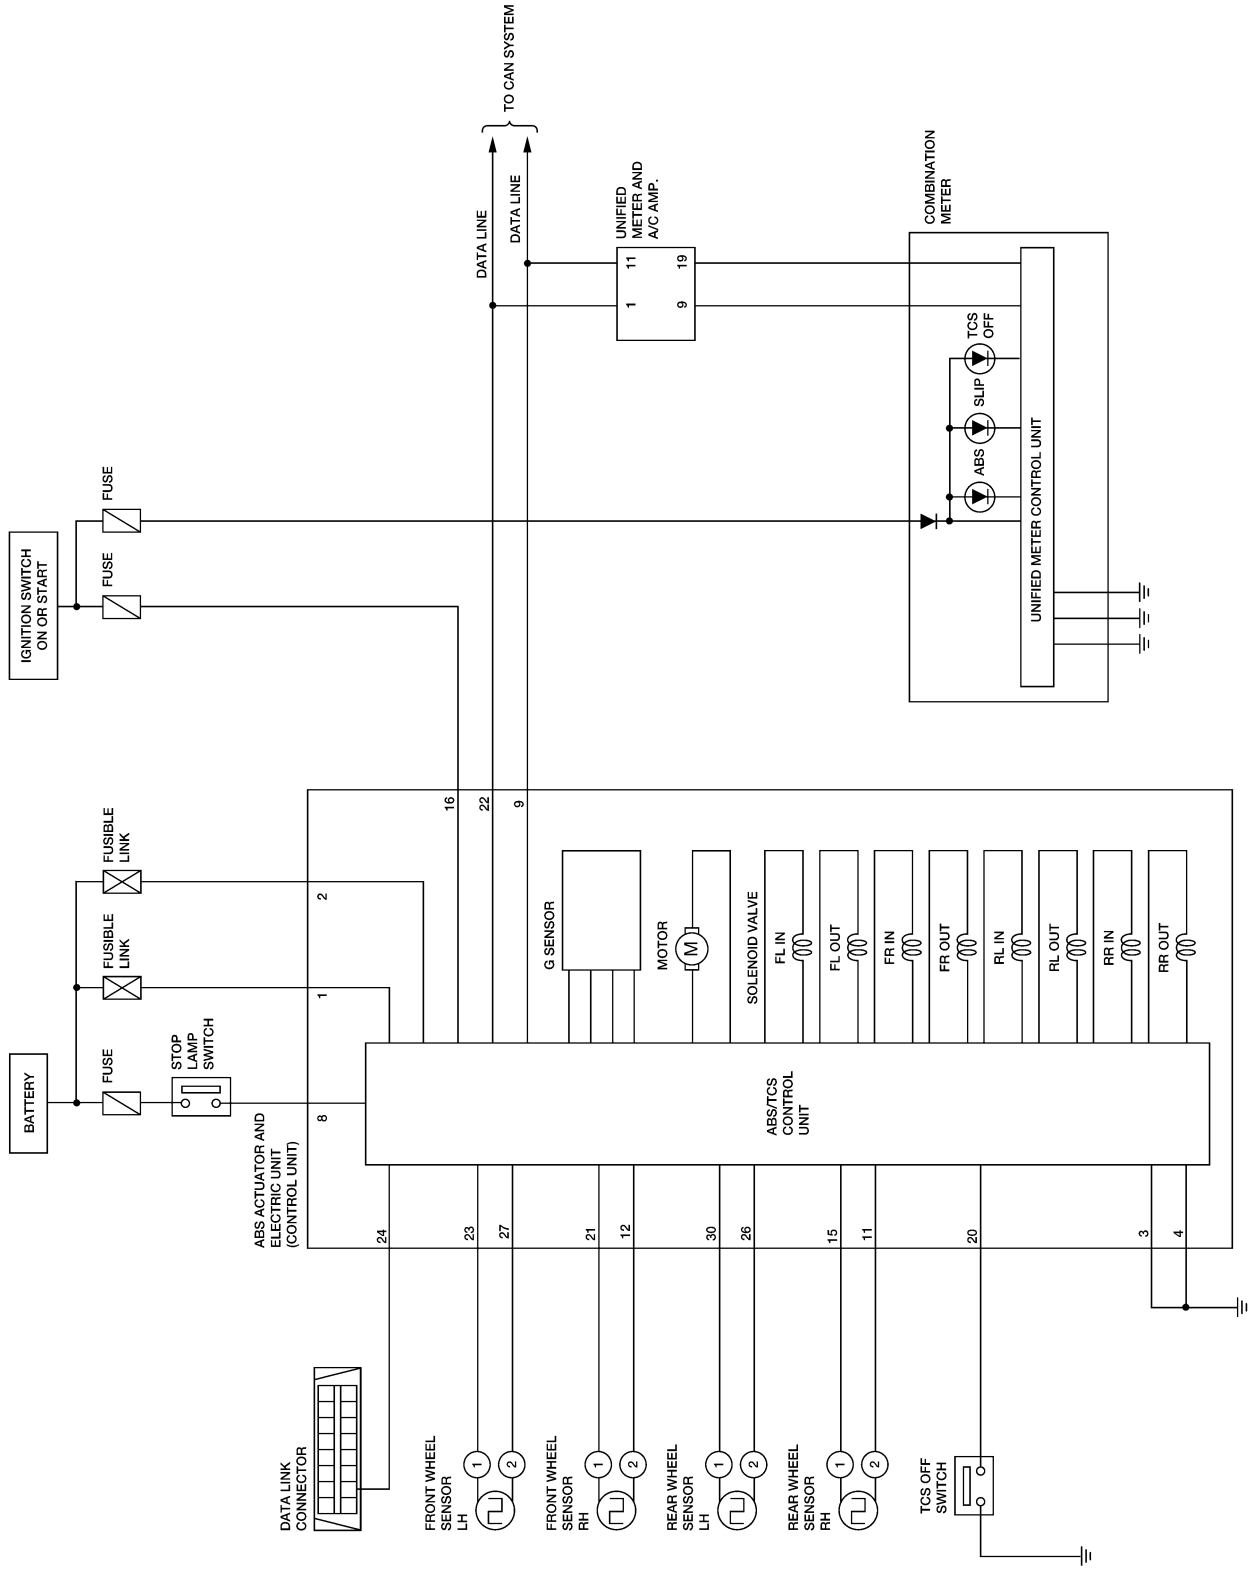 BATTERY
FUSE
STOP
LAMP
SWITCH
FUSIBLE
LINK
FUSIBLE
LINK
IGNITION SWITCH
ON OR START
FUSE
FUSE
TO CAN SYSTEM
DATA LINE
DATA LINE
UNIFIED
METER AND
A/C AMP.
1
11
9
19
COMBINATION
METER
ABS
SLIP
TCS
OFF
UNIFIED METER CONTROL UNIT
ABS ACTUATOR AND
ELECTRIC UNIT
(CONTROL UNIT)
8
1
2
16
22
9
G SENSOR
MOTOR
M
SOLENOID VALVE
FL IN
FL OUT
FR IN
FR OUT
RL IN
RL OUT
RR IN
RR OUT
ABS/TCS
CONTROL
UNIT
24
23
27
21
12
30
26
15
11
20
3
4
DATA LINK
CONNECTOR
FRONT WHEEL
SENSOR
LH
1
2
FRONT WHEEL
SENSOR
RH
1
2
REAR WHEEL
SENSOR
LH
1
2
REAR WHEEL
SENSOR
RH
1
2
TCS OFF
SWITCH